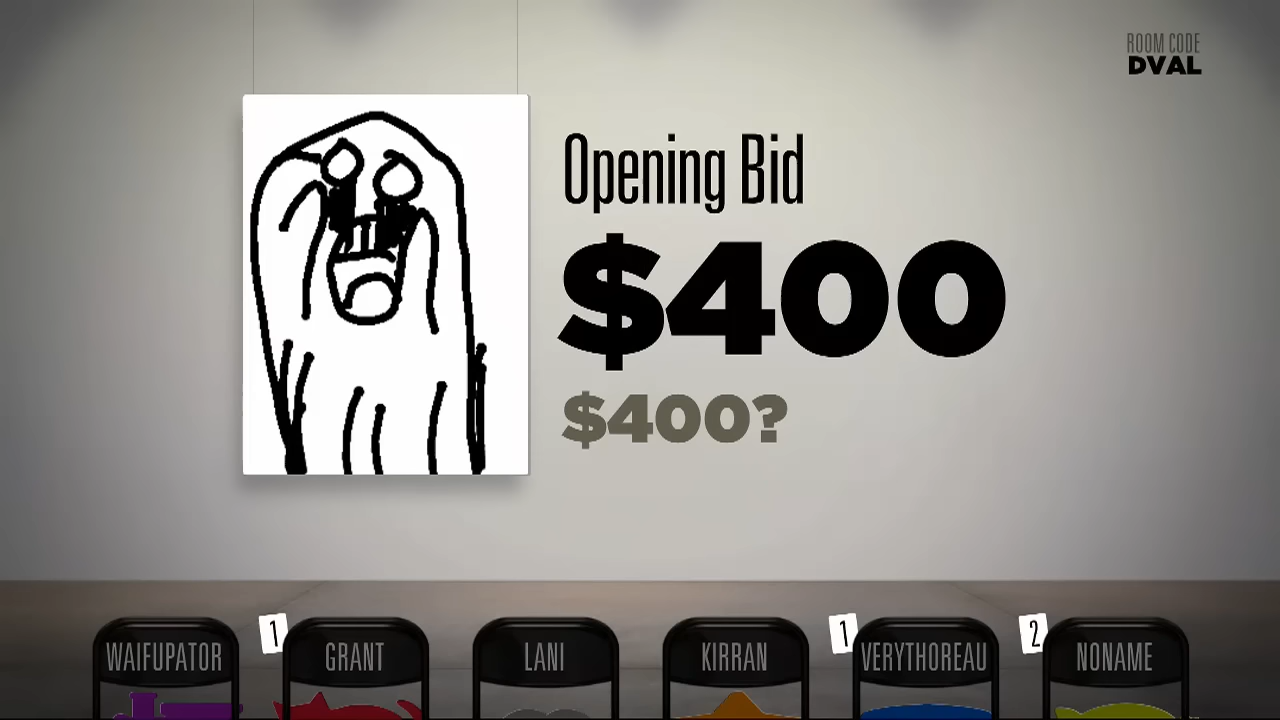 ROOM CODE
DVAL
Opening Bid
$400
$400?
1
1
2
WAIFUPATOR
GRANT
LANI
KIRRAN
VERYTHOREAU
NONAME